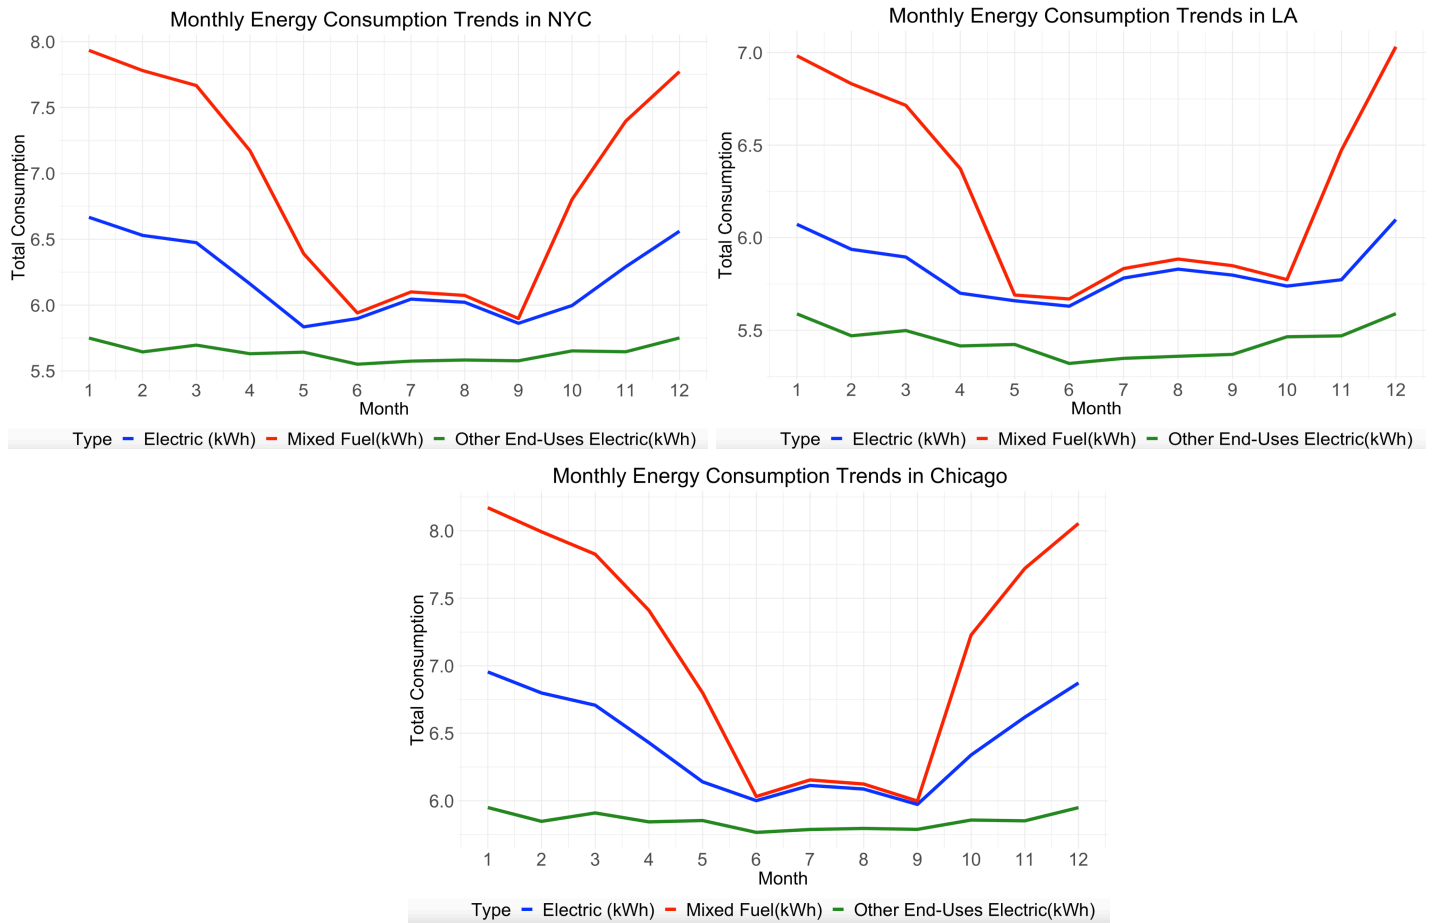 Monthly Energy Consumption Trends in NYC
Total Consumption
8.0
7.5
7.0
6.5
6.0
5.5
1 2 3 4 5 6 7 8 9 10 11 12
Month
Type Electric (kWh) Mixed Fuel(kWh) Other End-Uses Electric(kWh)
Monthly Energy Consumption Trends in LA
Total Consumption
7.0
6.5
6.0
5.5
1 2 3 4 5 6 7 8 9 10 11 12
Month
Type Electric (kWh) Mixed Fuel(kWh) Other End-Uses Electric(kWh)
Monthly Energy Consumption Trends in Chicago
Total Consumption
8.0
7.5
7.0
6.5
6.0
1 2 3 4 5 6 7 8 9 10 11 12
Month
Type Electric (kWh) Mixed Fuel(kWh) Other End-Uses Electric(kWh)